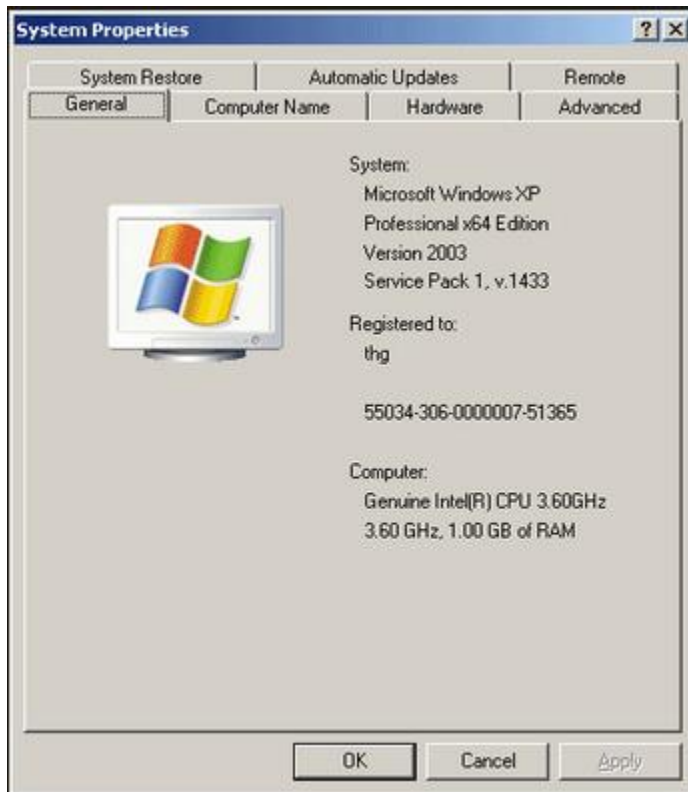 System Properties
System Restore Automatic Updates Remote
General Computer Name Hardware Advanced
System:
Microsoft Windows XP
Professional x64 Edition
Version 2003
Service Pack 1, v.1433
Registered to:
thg
55034-306-0000007-51365
Computer:
Genuine Intel(R) CPU 3.60GHz
3.60 GHz, 1.00 GB of RAM
OK Cancel Apply